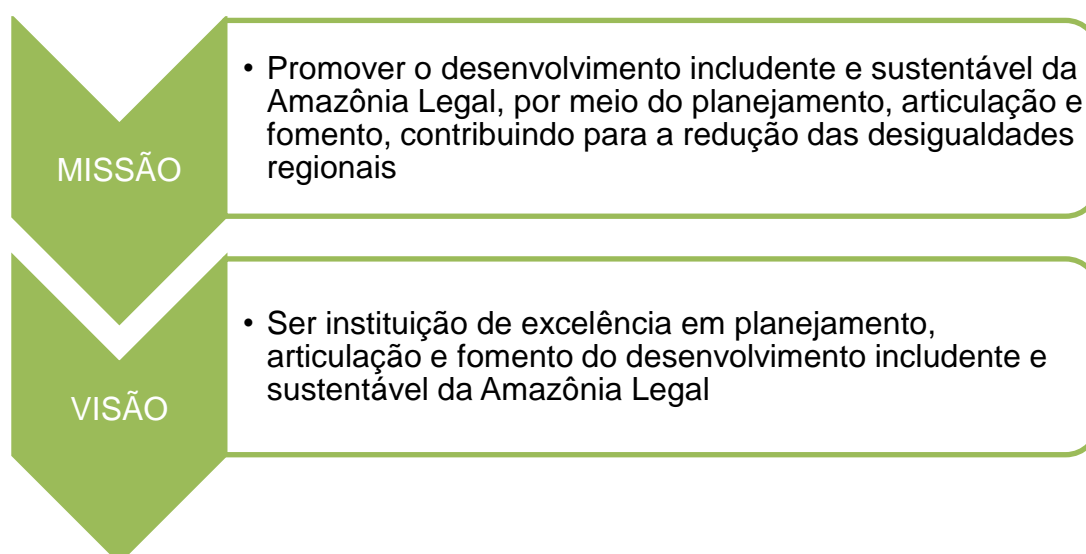 MISSÃO
• Promover o desenvolvimento includente e sustentável da
Amazônia Legal, por meio do planejamento, articulação e
fomento, contribuindo para a redução das desigualdades
regionais
VISÃO
• Ser instituição de excelência em planejamento,
articulação e fomento do desenvolvimento includente e
sustentável da Amazônia Legal